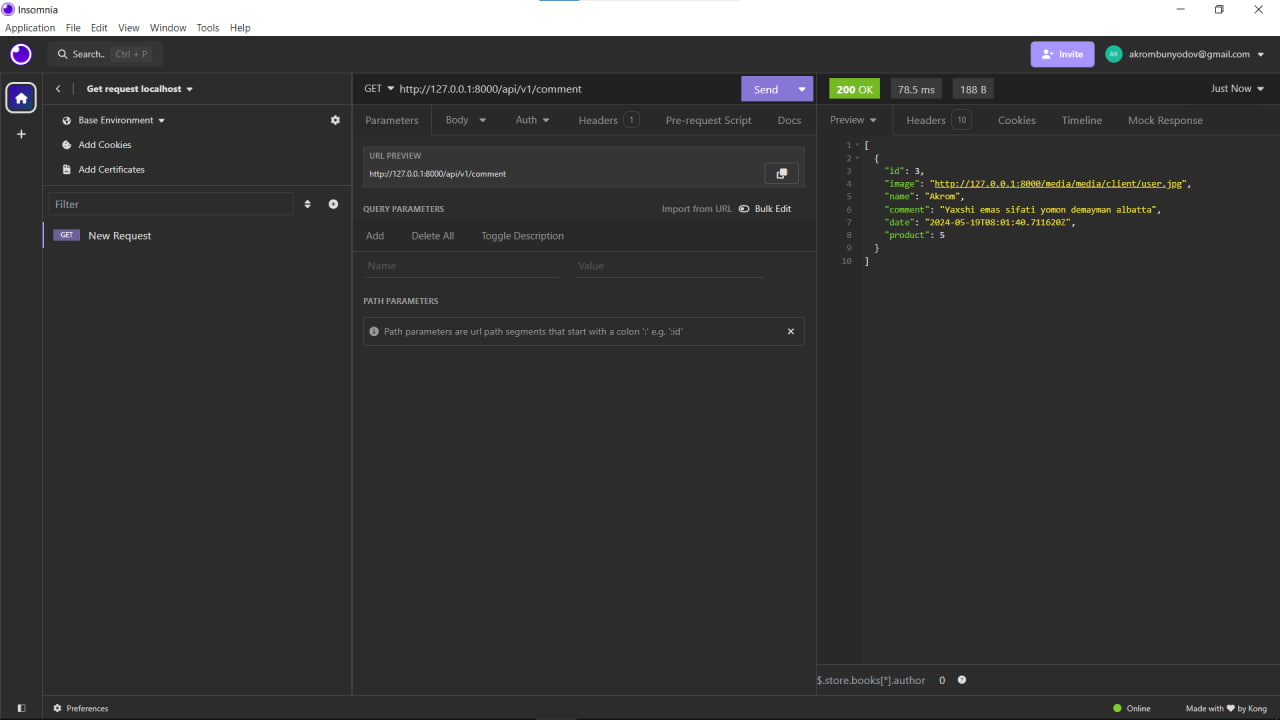 Insomnia
Application File Edit View Window Tools Help
Search.. Ctrl + P
Invite
AK akrombunyodov@gmail.com
Get request localhost
GET http://127.0.0.1:8000/api/v1/comment
Send
200 OK 78.5 ms 188 B
Just Now
Base Environment
Add Cookies
Add Certificates
Filter
GET New Request
Parameters Body Auth Headers 1 Pre-request Script Docs
URL PREVIEW
http://127.0.0.1:8000/api/v1/comment
QUERY PARAMETERS Import from URL Bulk Edit
Add Delete All Toggle Description
Name Value
PATH PARAMETERS
Path parameters are url path segments that start with a colon ':' e.g. ':id'
Preview Headers 10 Cookies Timeline Mock Response
1 [
2 {
3 "id": 3,
4 "image": "http://127.0.0.1:8000/media/media/client/user.jpg",
5 "name": "Akrom",
6 "comment": "Yaxshi emas sifati yomon demayman albatta",
7 "date": "2024-05-19T08:01:40.711620Z",
8 "product": 5
9 }
10 ]
$.store.books[*].author 0
Preferences
Online Made with ♥ by Kong